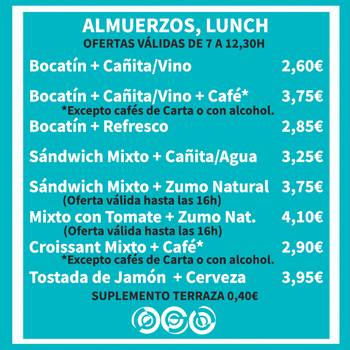 ALMUERZOS, LUNCH
OFERTAS VÁLIDAS DE 7 A 12,30H
Bocatín + Cañita/Vino 2,60€
Bocatín + Cañita/Vino + Café* 3,75€
*Excepto cafés de Carta o con alcohol.
Bocatín + Refresco 2,85€
Sándwich Mixto + Cañita/Agua 3,25€
Sándwich Mixto + Zumo Natural 3,75€
(Oferta válida hasta las 16h)
Mixto con Tomate + Zumo Nat. 4,10€
(Oferta válida hasta las 16h)
Croissant Mixto + Café* 2,90€
*Excepto cafés de Carta o con alcohol.
Tostada de Jamón + Cerveza 3,95€
SUPLEMENTO TERRAZA 0,40€